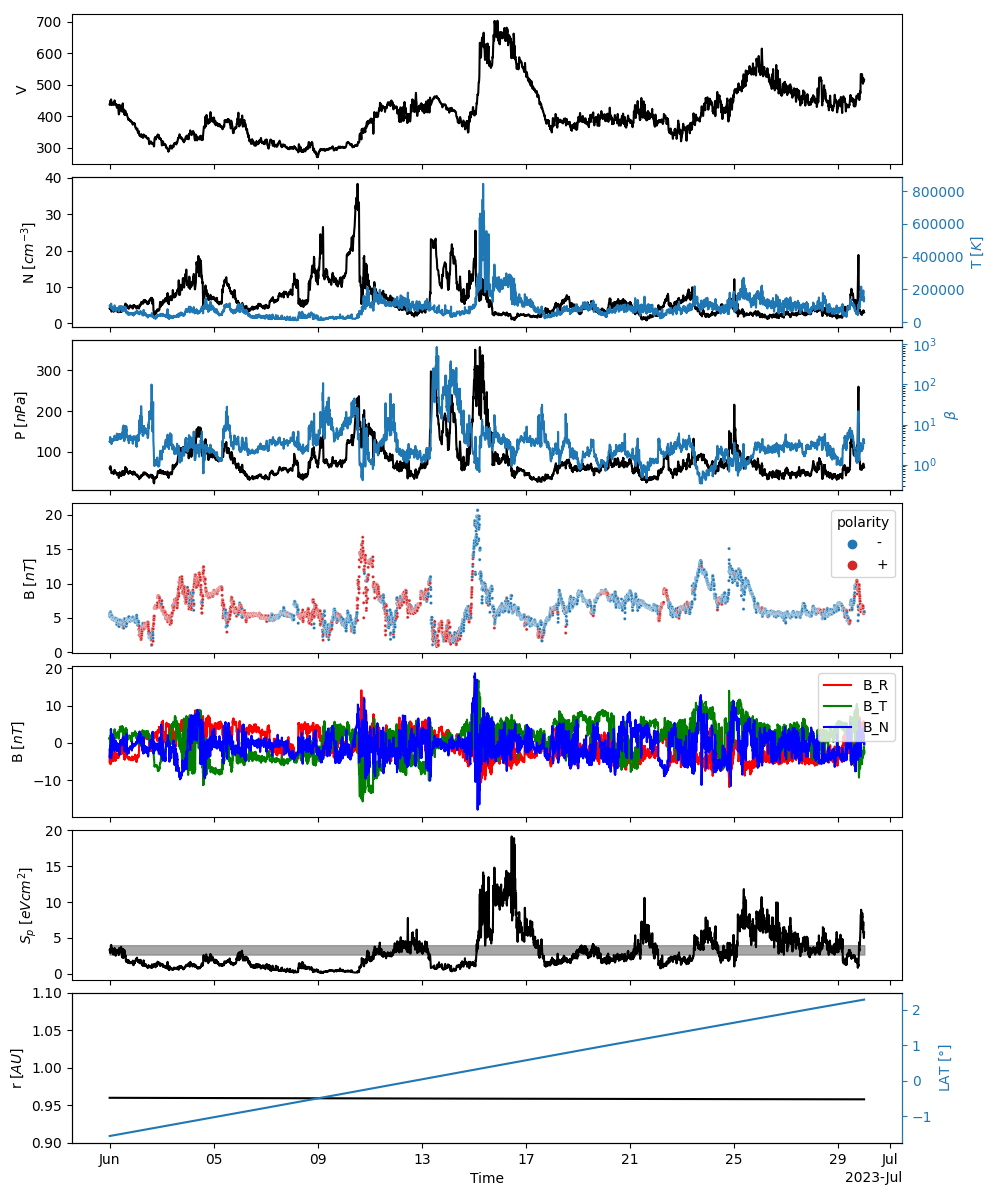 700
600
500
400
300
V
40
30
20
10
0
N [cm⁻³]
800000
600000
400000
200000
0
T [K]
300
200
100
P [nPa]
10³
10²
10¹
10⁰
β
20
15
10
5
0
B [nT]
polarity
-
+
20
10
0
−10
B [nT]
B_R
B_T
B_N
20
15
10
5
0
Sₚ [eVcm²]
1.10
1.05
1.00
0.95
0.90
r [AU]
2
1
0
−1
LAT [°]
Jun 05 09 13 17 21 25 29 Jul
Time
2023-Jul